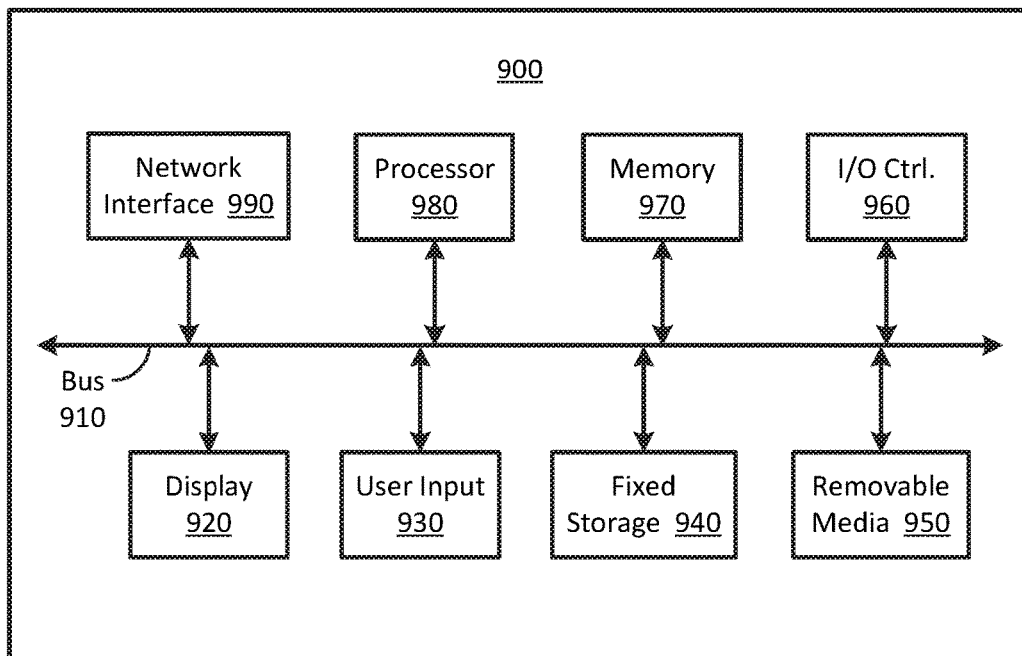 900
Network
Interface 990
Processor
980
Memory
970
I/O Ctrl.
960
Bus
910
Display
920
User Input
930
Fixed
Storage 940
Removable
Media 950